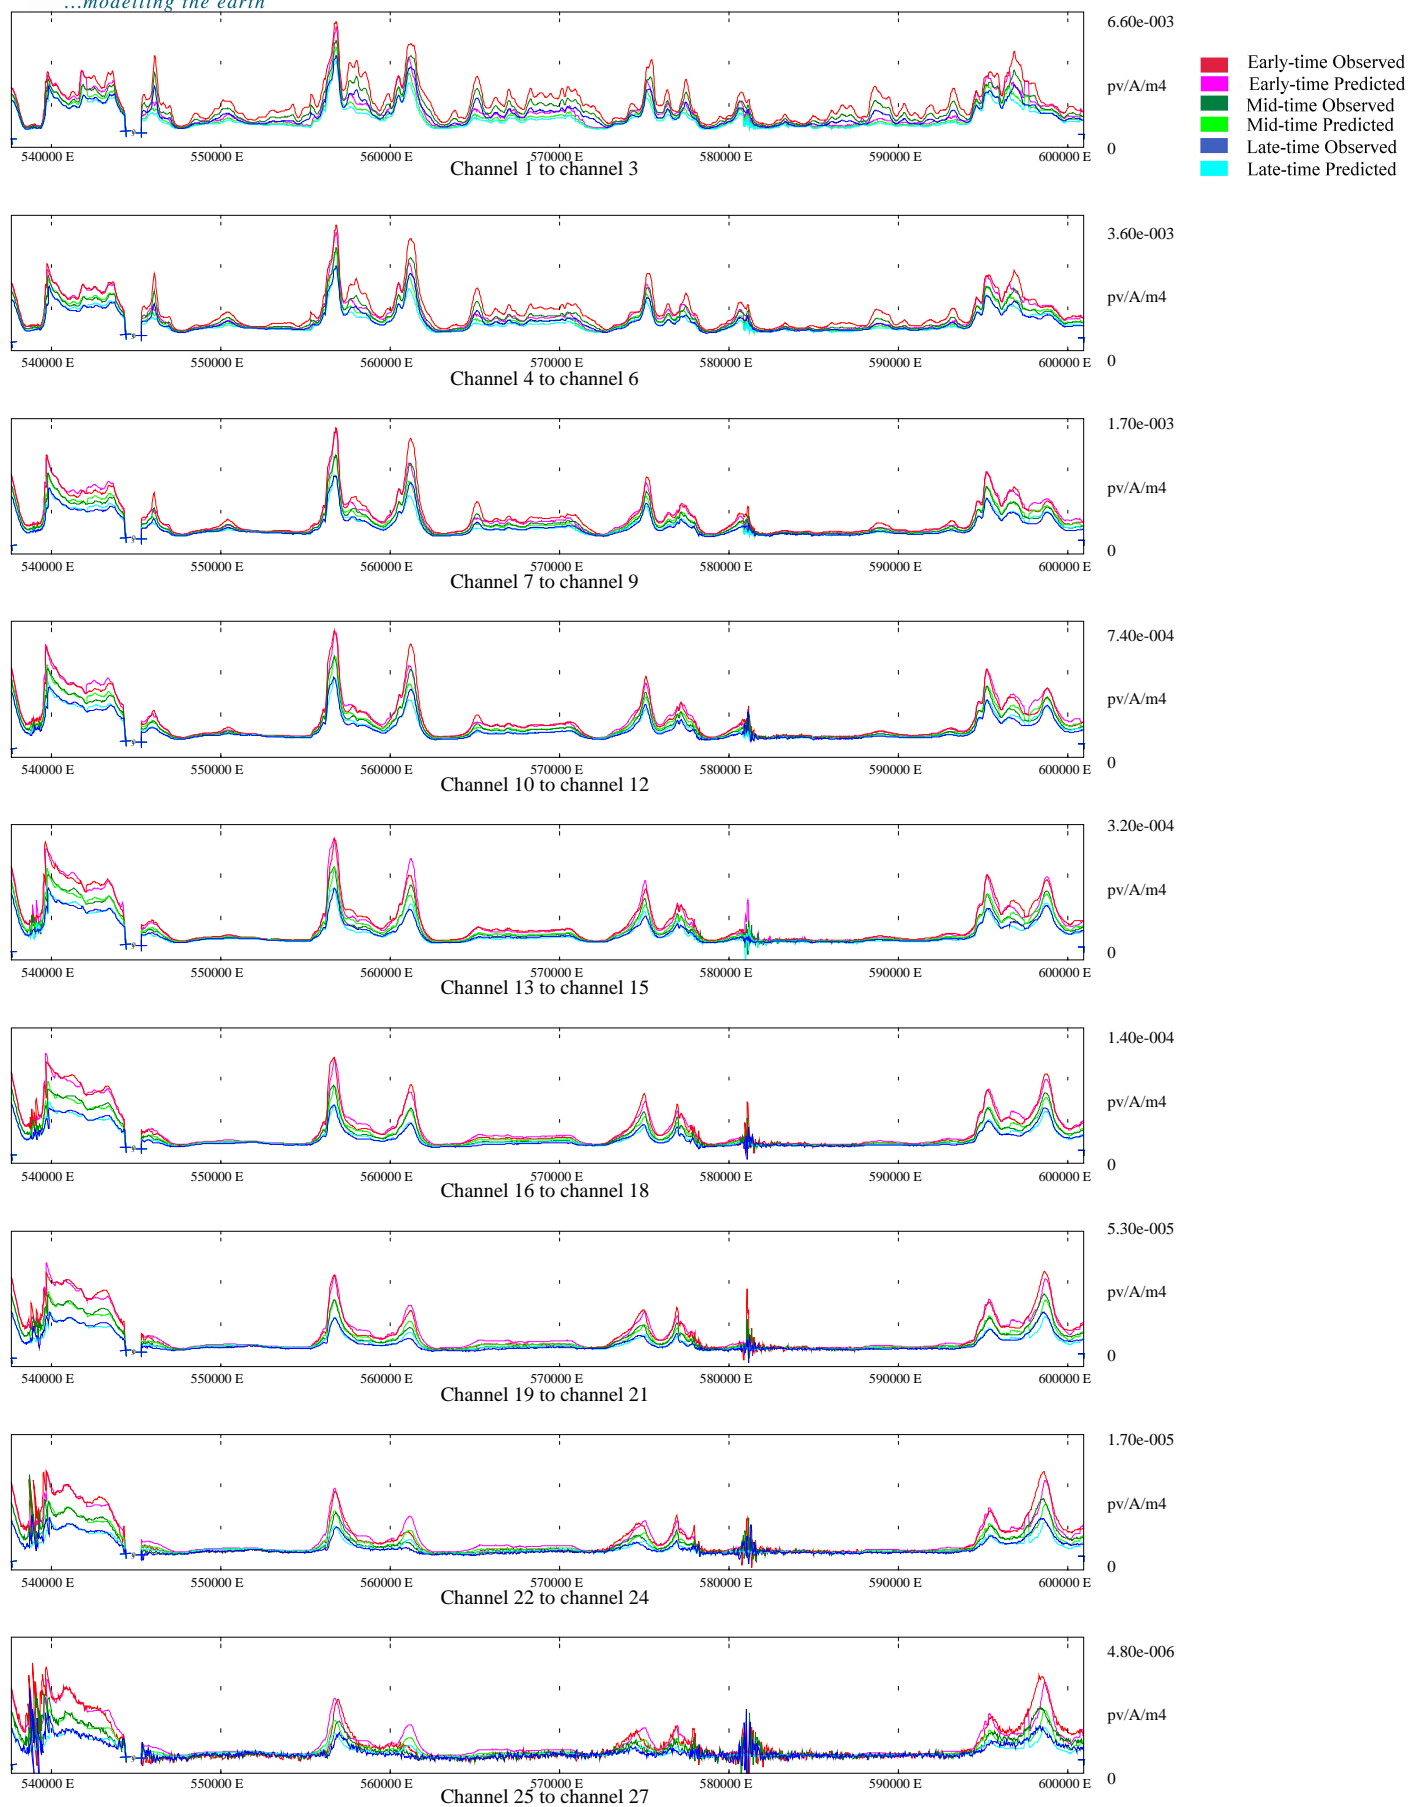 ...modelling the earth
6.60e-003
pv/A/m4
0
540000 E 550000 E 560000 E 570000 E 580000 E 590000 E 600000 E
Channel 1 to channel 3
Early-time Observed
Early-time Predicted
Mid-time Observed
Mid-time Predicted
Late-time Observed
Late-time Predicted
3.60e-003
pv/A/m4
0
540000 E 550000 E 560000 E 570000 E 580000 E 590000 E 600000 E
Channel 4 to channel 6
1.70e-003
pv/A/m4
0
540000 E 550000 E 560000 E 570000 E 580000 E 590000 E 600000 E
Channel 7 to channel 9
7.40e-004
pv/A/m4
0
540000 E 550000 E 560000 E 570000 E 580000 E 590000 E 600000 E
Channel 10 to channel 12
3.20e-004
pv/A/m4
0
540000 E 550000 E 560000 E 570000 E 580000 E 590000 E 600000 E
Channel 13 to channel 15
1.40e-004
pv/A/m4
0
540000 E 550000 E 560000 E 570000 E 580000 E 590000 E 600000 E
Channel 16 to channel 18
5.30e-005
pv/A/m4
0
540000 E 550000 E 560000 E 570000 E 580000 E 590000 E 600000 E
Channel 19 to channel 21
1.70e-005
pv/A/m4
0
540000 E 550000 E 560000 E 570000 E 580000 E 590000 E 600000 E
Channel 22 to channel 24
4.80e-006
pv/A/m4
0
540000 E 550000 E 560000 E 570000 E 580000 E 590000 E 600000 E
Channel 25 to channel 27